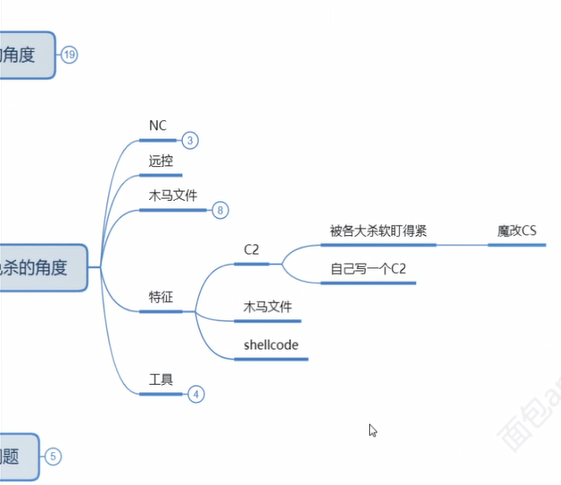 的角度
19
NC
3
远控
木马文件
8
被各大杀软盯得紧
魔改CS
C2
自己写一个C2
杀的角度
特征
木马文件
shellcode
工具
4
题
5
面包